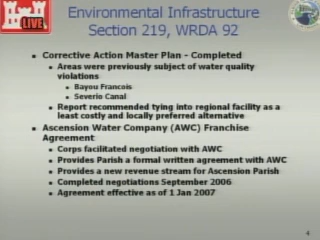 LIVE
Environmental Infrastructure
Section 219, WRDA 92
Corrective Action Master Plan - Completed
Areas were previously subject of water quality
violations
Bayou Francois
Severio Canal
Report recommended tying into regional facility as a
least costly and locally preferred alternative
Ascension Water Company (AWC) Franchise
Agreement
Corps facilitated negotiation with AWC
Provides Parish a formal written agreement with AWC
Provides a new revenue stream for Ascension Parish
Completed negotiations September 2006
Agreement effective as of 1 Jan 2007
4